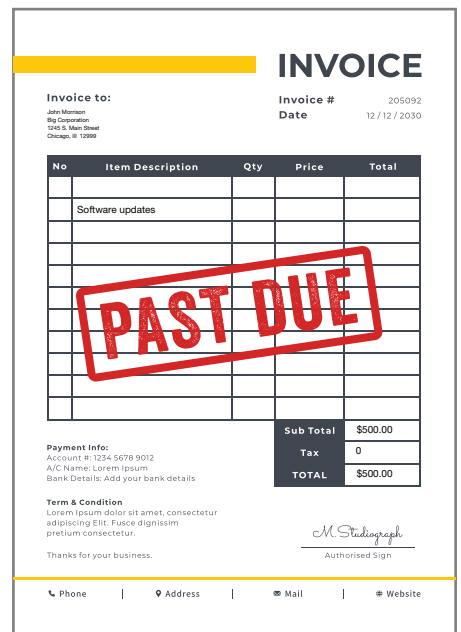 INVOICE
Invoice to:
John Morrison
Big Corporation
1245 S. Main Street
Chicago, Ill 12999
Invoice # 205092
Date 12 / 12 / 2030
No Item Description Qty Price Total
Software updates
PAST DUE
Sub Total $500.00
Tax 0
TOTAL $500.00
Payment Info:
Account #: 1234 5678 9012
A/C Name: Lorem Ipsum
Bank Details: Add your bank details
Term & Condition
Lorem Ipsum dolor sit amet, consectetur
adipiscing Elit. Fusce dignissim
pretium consectetur.
Thanks for your business.
M.Studiograph
Authorised Sign
Phone Address Mail Website